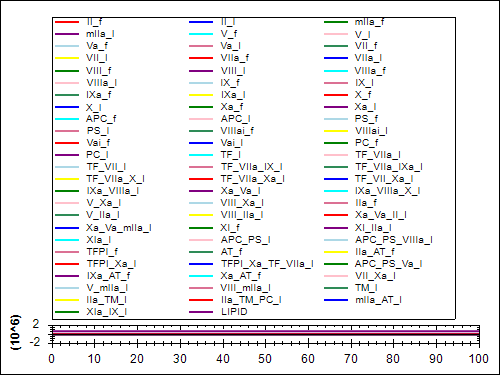 II_f II_l mIIa_f
mIIa_l V_f V_l
Va_f Va_l VII_f
VII_l VIIa_f VIIa_l
VIII_f VIII_l VIIIa_f
VIIIa_l IX_f IX_l
IXa_f IXa_l X_f
X_l Xa_f Xa_l
APC_f APC_l PS_f
PS_l VIIIai_f VIIIai_l
Vai_f Vai_l PC_f
PC_l TF_l TF_VIIa_l
TF_VII_l TF_VIIa_IX_l TF_VIIa_IXa_l
TF_VIIa_X_l TF_VIIa_Xa_l TF_VII_Xa_l
IXa_VIIIa_l Xa_Va_l IXa_VIIIa_X_l
V_Xa_l VIII_Xa_l IIa_f
V_IIa_l VIII_IIa_l Xa_Va_II_l
Xa_Va_mIIa_l XI_f XI_IIa_l
XIa_l APC_PS_l APC_PS_VIIIa_l
TFPI_f AT_f IIa_AT_f
TFPI_Xa_l TFPI_Xa_TF_VIIa_l APC_PS_Va_l
IXa_AT_f Xa_AT_f VII_Xa_l
V_mIIa_l VIII_mIIa_l TM_l
IIa_TM_l IIa_TM_PC_l mIIa_AT_l
XIa_IX_l LIPID
(10^6)
2
-2
0 10 20 30 40 50 60 70 80 90 100